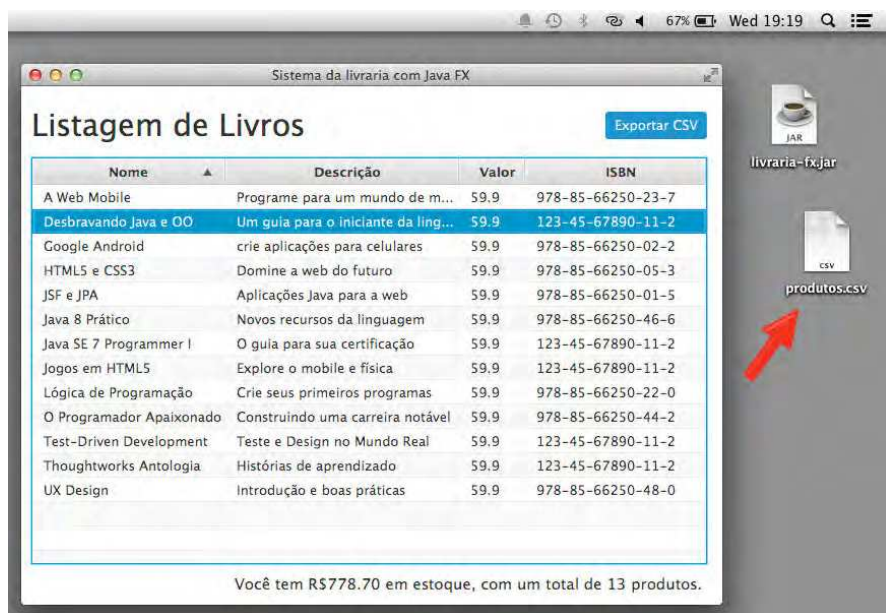 67% Wed 19:19
Sistema da livraria com Java FX
Listagem de Livros
Exportar CSV
Nome Descrição Valor ISBN
A Web Mobile Programe para um mundo de m... 59.9 978-85-66250-23-7
Desbravando Java e OO Um guia para o iniciante da ling... 59.9 123-45-67890-11-2
Google Android crie aplicações para celulares 59.9 978-85-66250-02-2
HTML5 e CSS3 Domine a web do futuro 59.9 978-85-66250-05-3
JSF e JPA Aplicações Java para a web 59.9 978-85-66250-01-5
Java 8 Prático Novos recursos da linguagem 59.9 978-85-66250-46-6
Java SE 7 Programmer I O guia para sua certificação 59.9 123-45-67890-11-2
Jogos em HTML5 Explore o mobile e física 59.9 123-45-67890-11-2
Lógica de Programação Crie seus primeiros programas 59.9 978-85-66250-22-0
O Programador Apaixonado Construindo uma carreira notável 59.9 978-85-66250-44-2
Test-Driven Development Teste e Design no Mundo Real 59.9 123-45-67890-11-2
Thoughtworks Antologia Histórias de aprendizado 59.9 123-45-67890-11-2
UX Design Introdução e boas práticas 59.9 978-85-66250-48-0
Você tem R$778.70 em estoque, com um total de 13 produtos.
JAR
livraria-fx.jar
CSV
produtos.csv